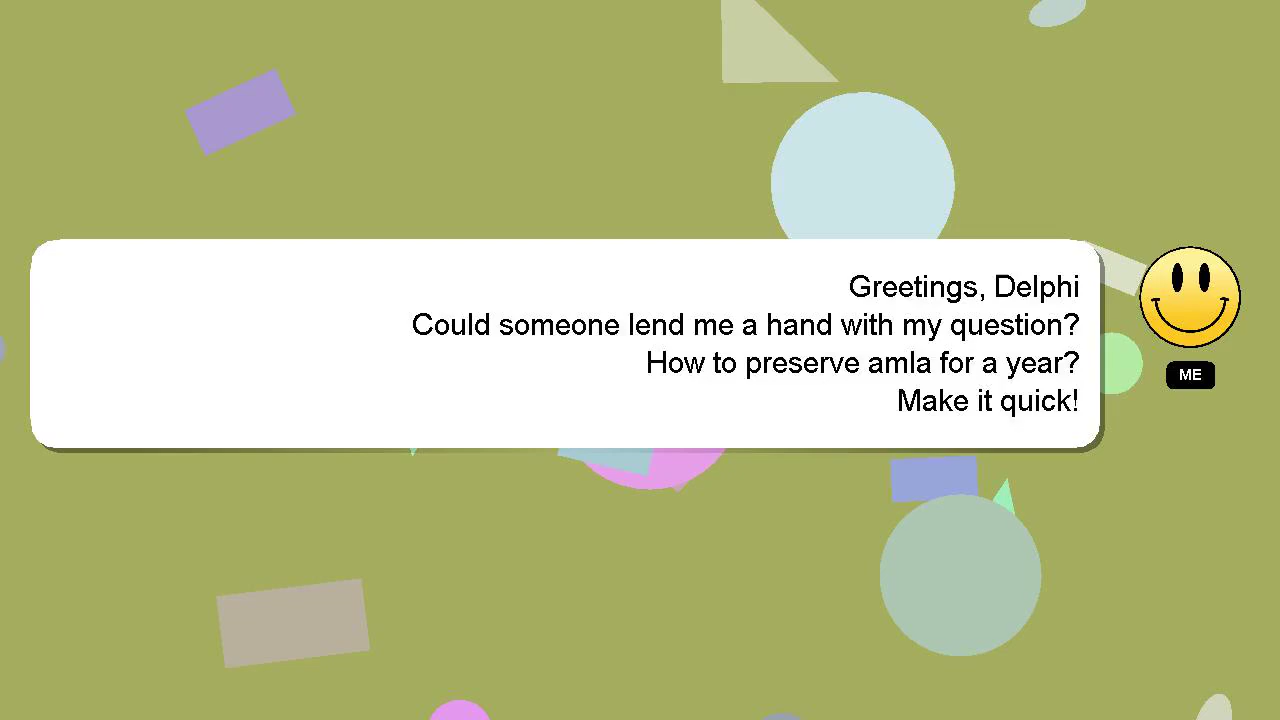 Greetings, Delphi
Could someone lend me a hand with my question?
How to preserve amla for a year?
Make it quick!
ME